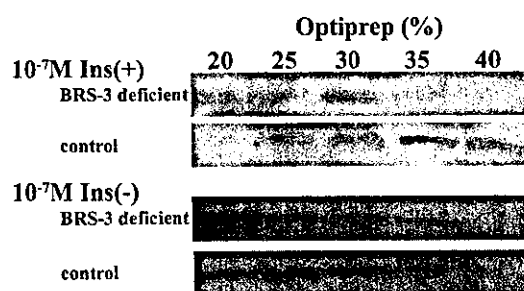 Optiprep (%)
20 25 30 35 40
10⁻⁷M Ins(+)
BRS-3 deficient
control
10⁻⁷M Ins(-)
BRS-3 deficient
control